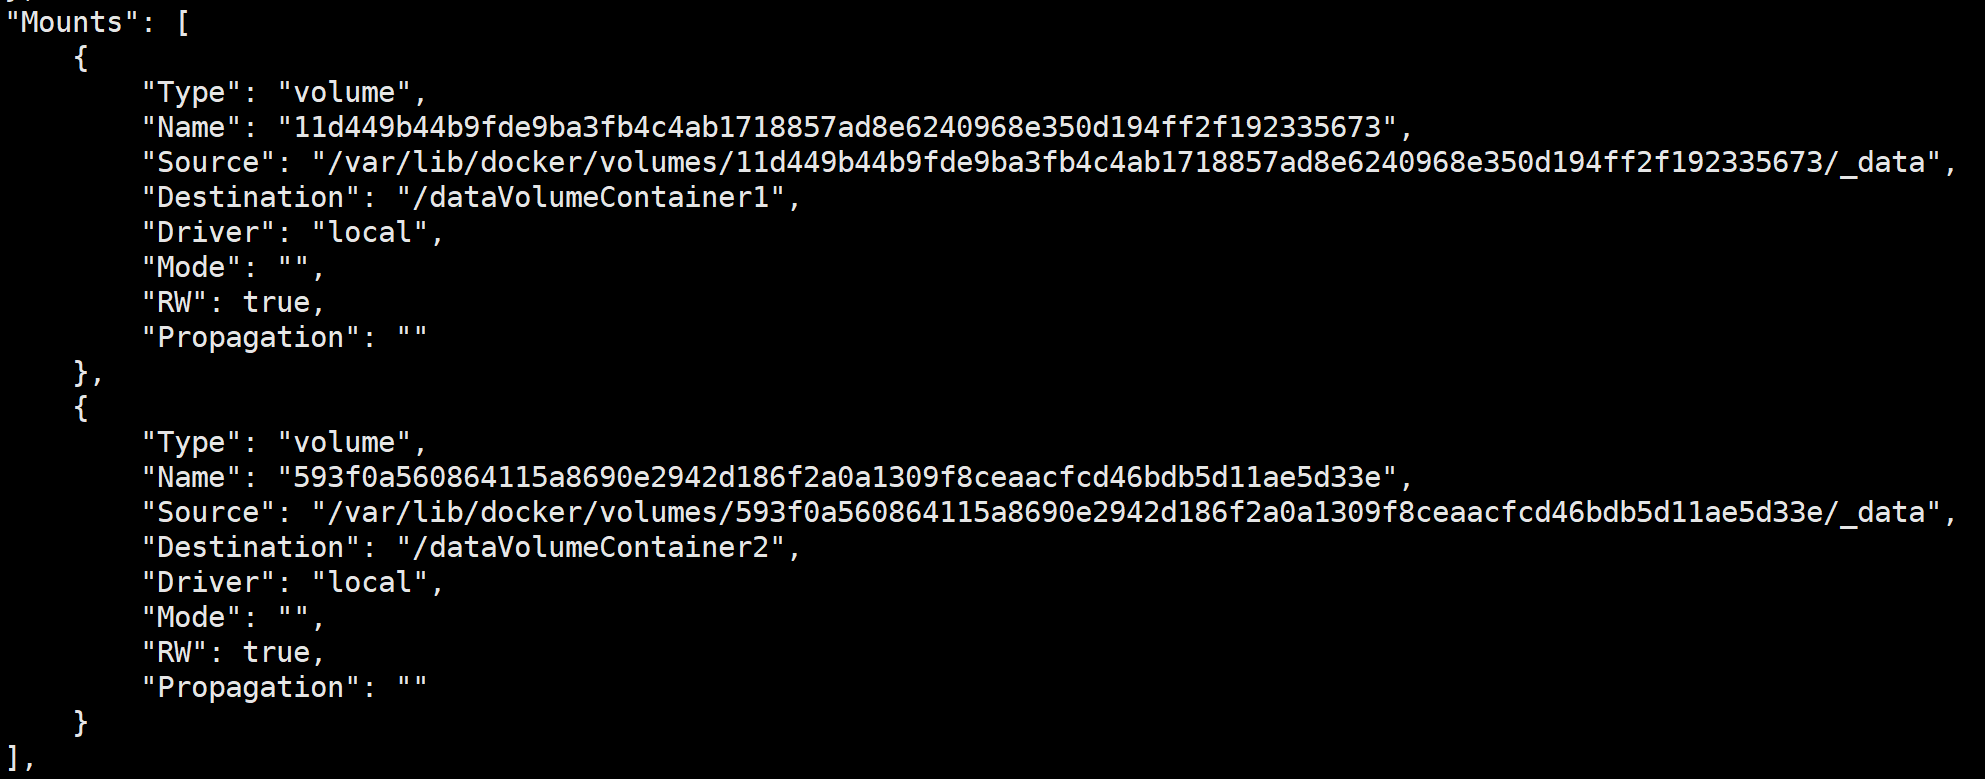 "Mounts": [
{
"Type": "volume",
"Name": "11d449b44b9fde9ba3fb4c4ab1718857ad8e6240968e350d194ff2f192335673",
"Source": "/var/lib/docker/volumes/11d449b44b9fde9ba3fb4c4ab1718857ad8e6240968e350d194ff2f192335673/_data",
"Destination": "/dataVolumeContainer1",
"Driver": "local",
"Mode": "",
"RW": true,
"Propagation": ""
},
{
"Type": "volume",
"Name": "593f0a560864115a8690e2942d186f2a0a1309f8ceaacfcd46bdb5d11ae5d33e",
"Source": "/var/lib/docker/volumes/593f0a560864115a8690e2942d186f2a0a1309f8ceaacfcd46bdb5d11ae5d33e/_data",
"Destination": "/dataVolumeContainer2",
"Driver": "local",
"Mode": "",
"RW": true,
"Propagation": ""
}
],